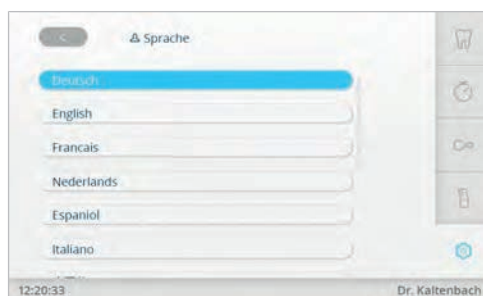 Sprache
Deutsch
English
Francais
Nederlands
Espaniol
Italiano
12:20:33 Dr. Kaltenbach